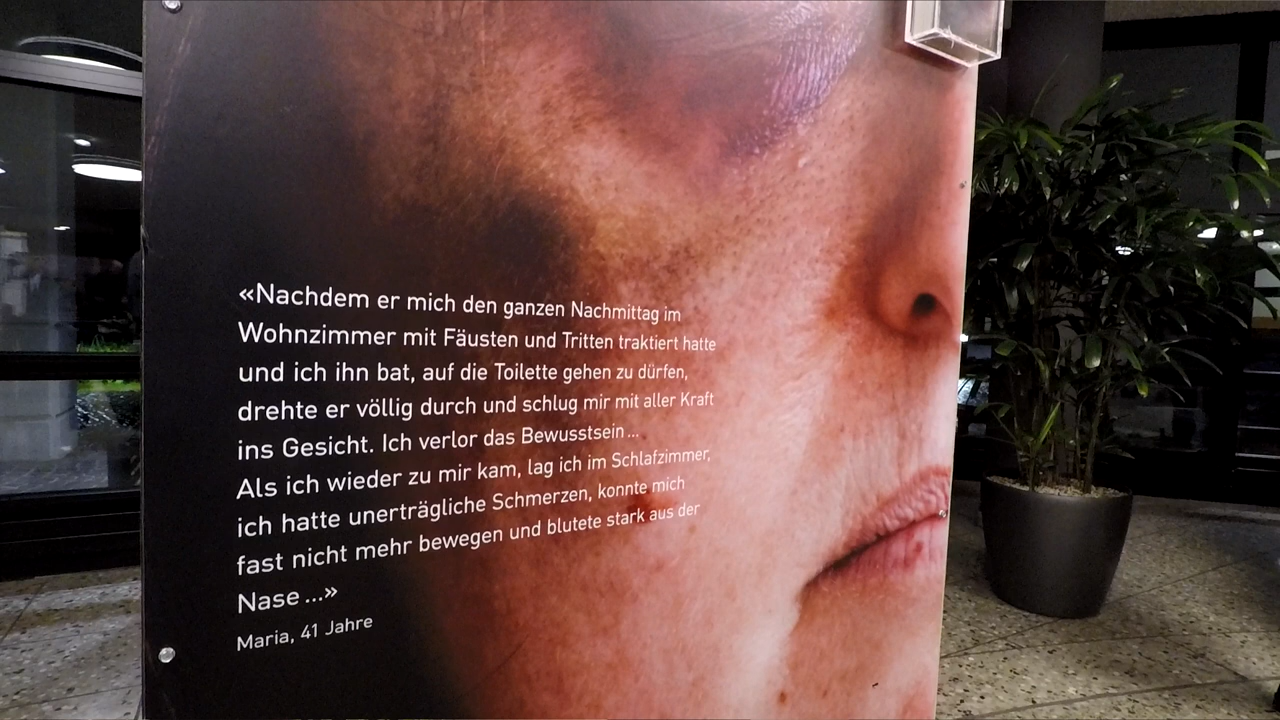 «Nachdem er mich den ganzen Nachmittag im
Wohnzimmer mit Fäusten und Tritten traktiert hatte
und ich ihn bat, auf die Toilette gehen zu dürfen,
drehte er völlig durch und schlug mir mit aller Kraft
ins Gesicht. Ich verlor das Bewusstsein...
Als ich wieder zu mir kam, lag ich im Schlafzimmer,
ich hatte unerträgliche Schmerzen, konnte mich
fast nicht mehr bewegen und blutete stark aus der
Nase...»
Maria, 41 Jahre